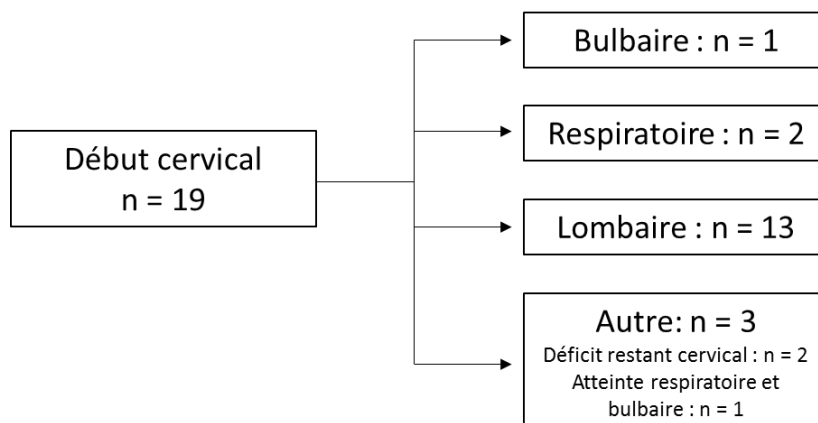 Début cervical
n = 19
Bulbaire : n = 1
Respiratoire : n = 2
Lombaire : n = 13
Autre: n = 3
Déficit restant cervical : n = 2
Atteinte respiratoire et
bulbaire : n = 1